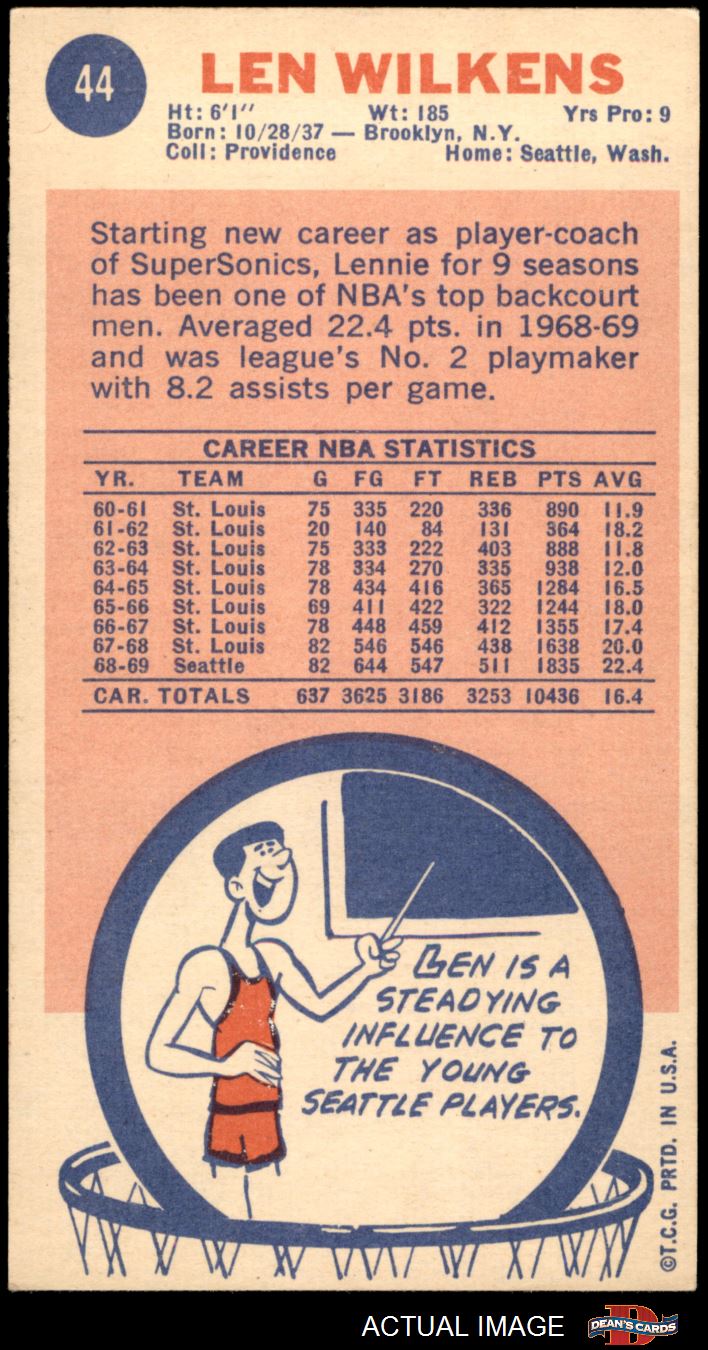 44
LEN WILKENS
Ht: 6'1" Wt: 185 Yrs Pro: 9
Born: 10/28/37 — Brooklyn, N.Y.
Coll: Providence Home: Seattle, Wash.
Starting new career as player-coach
of SuperSonics, Lennie for 9 seasons
has been one of NBA's top backcourt
men. Averaged 22.4 pts. in 1968-69
and was league's No. 2 playmaker
with 8.2 assists per game.
CAREER NBA STATISTICS
YR. TEAM G FG FT REB PTS AVG
60-61 St. Louis 75 335 220 336 890 11.9
61-62 St. Louis 20 140 84 131 364 18.2
62-63 St. Louis 75 333 222 403 888 11.8
63-64 St. Louis 78 334 270 335 938 12.0
64-65 St. Louis 78 434 416 365 1284 16.5
65-66 St. Louis 69 411 422 322 1244 18.0
66-67 St. Louis 78 448 459 412 1355 17.4
67-68 St. Louis 82 546 546 438 1638 20.0
68-69 Seattle 82 644 547 511 1835 22.4
CAR. TOTALS 637 3625 3186 3253 10436 16.4
LEN IS A
STEADYING
INFLUENCE TO
THE YOUNG
SEATTLE PLAYERS.
©T.C.G. PRTD. IN U.S.A.
ACTUAL IMAGE
D
DEAN'S CARDS